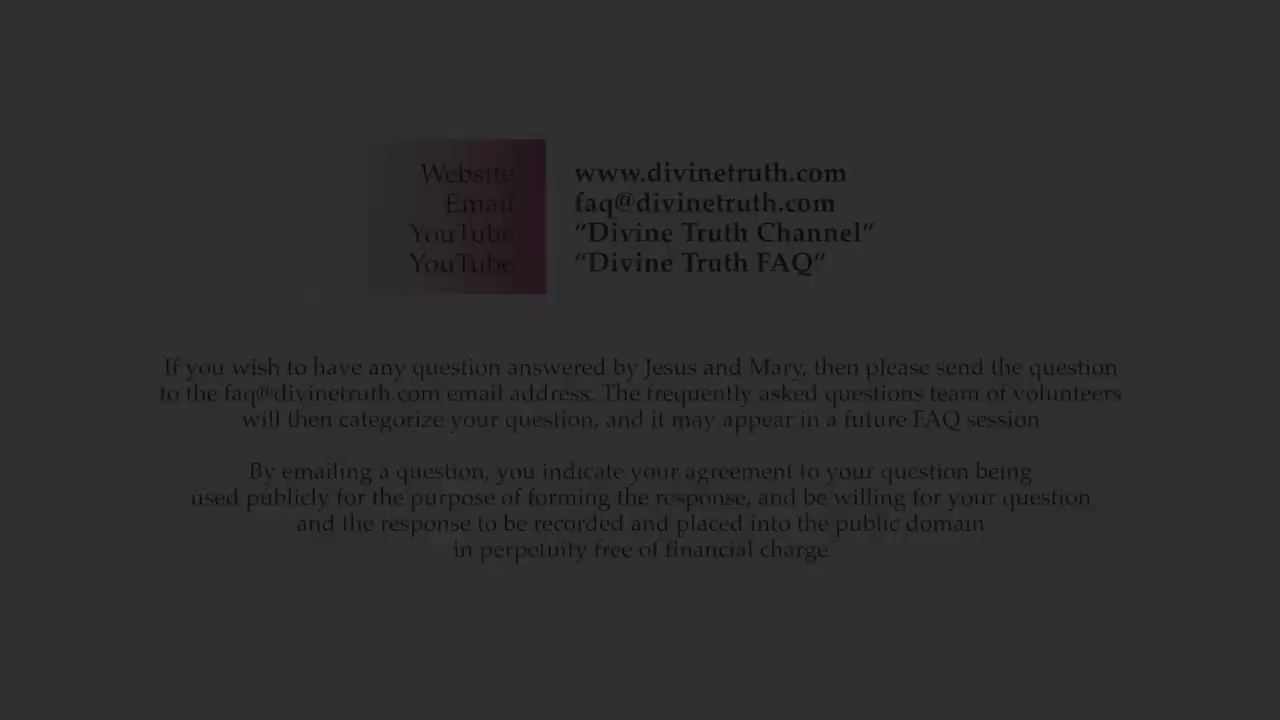 Website www.divinetruth.com
Email faq@divinetruth.com
YouTube “Divine Truth Channel”
YouTube “Divine Truth FAQ”
If you wish to have any question answered by Jesus and Mary, then please send the question
to the faq@divinetruth.com email address. The frequently asked questions team of volunteers
will then categorize your question, and it may appear in a future FAQ session
By emailing a question, you indicate your agreement to your question being
used publicly for the purpose of forming the response, and be willing for your question
and the response to be recorded and placed into the public domain
in perpetuity free of financial charge